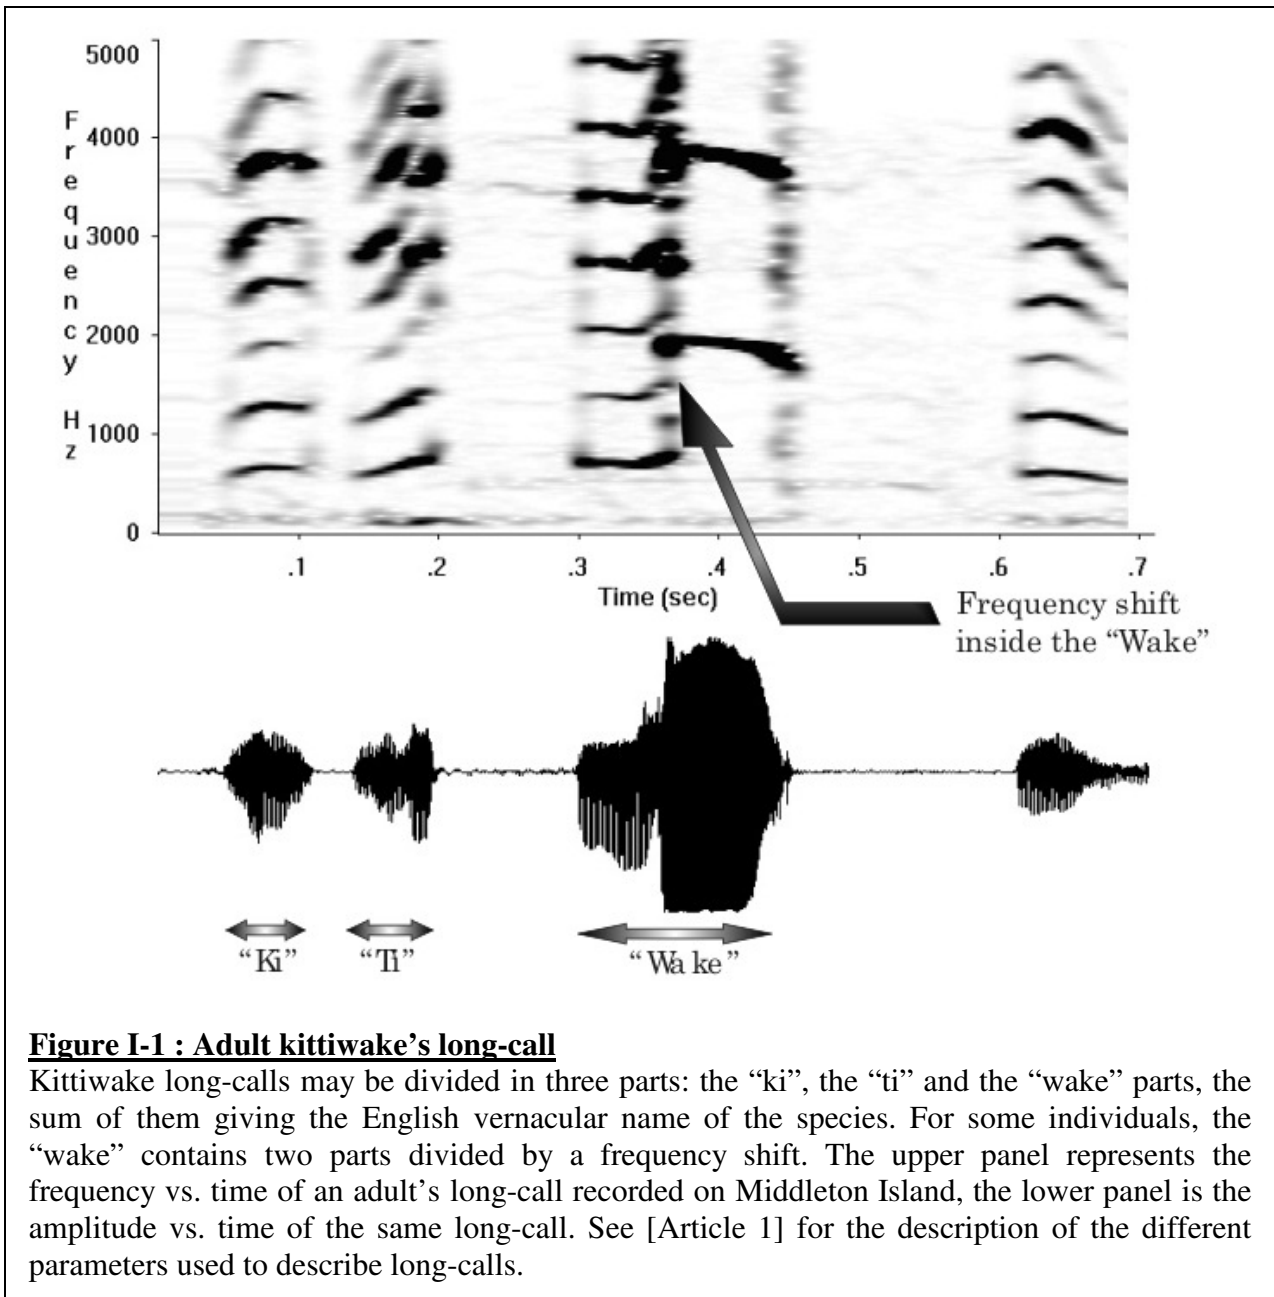 5000
4000
3000
2000
1000
0
Frequency Hz
.1 .2 .3 .4 .5 .6 .7
Time (sec)
Frequency shift
inside the “Wake”
“Ki” “Ti” “Wake”
Figure I-1 : Adult kittiwake’s long-call
Kittiwake long-calls may be divided in three parts: the “ki”, the “ti” and the “wake” parts, the
sum of them giving the English vernacular name of the species. For some individuals, the
“wake” contains two parts divided by a frequency shift. The upper panel represents the
frequency vs. time of an adult’s long-call recorded on Middleton Island, the lower panel is the
amplitude vs. time of the same long-call. See [Article 1] for the description of the different
parameters used to describe long-calls.